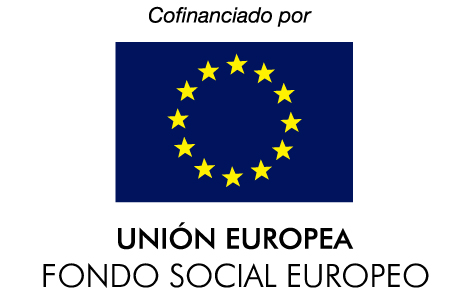 Cofinanciado por
UNIÓN EUROPEA
FONDO SOCIAL EUROPEO